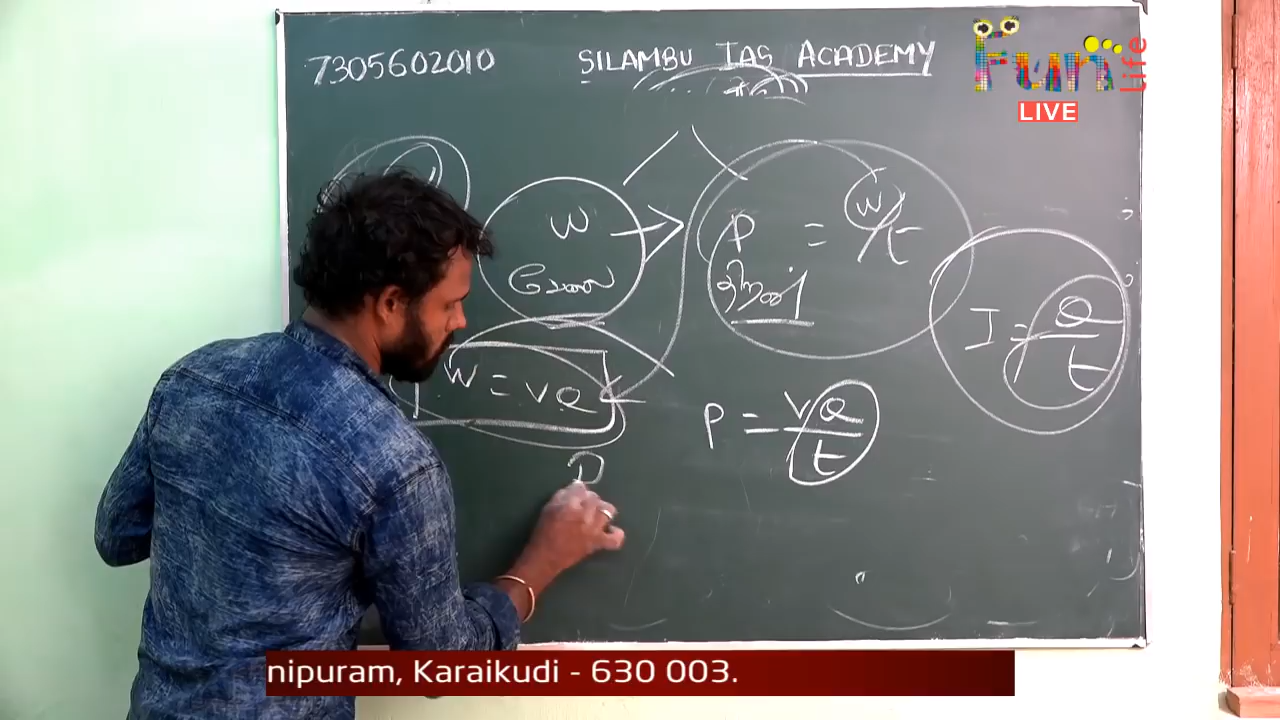 7305602010 SILAMBU IAS ACADEMY
Fun life
LIVE
W
வேலை
P = W/t
திறன்
I = Q/t
W = VQ
P = VQ/t
P
nipuram, Karaikudi - 630 003.